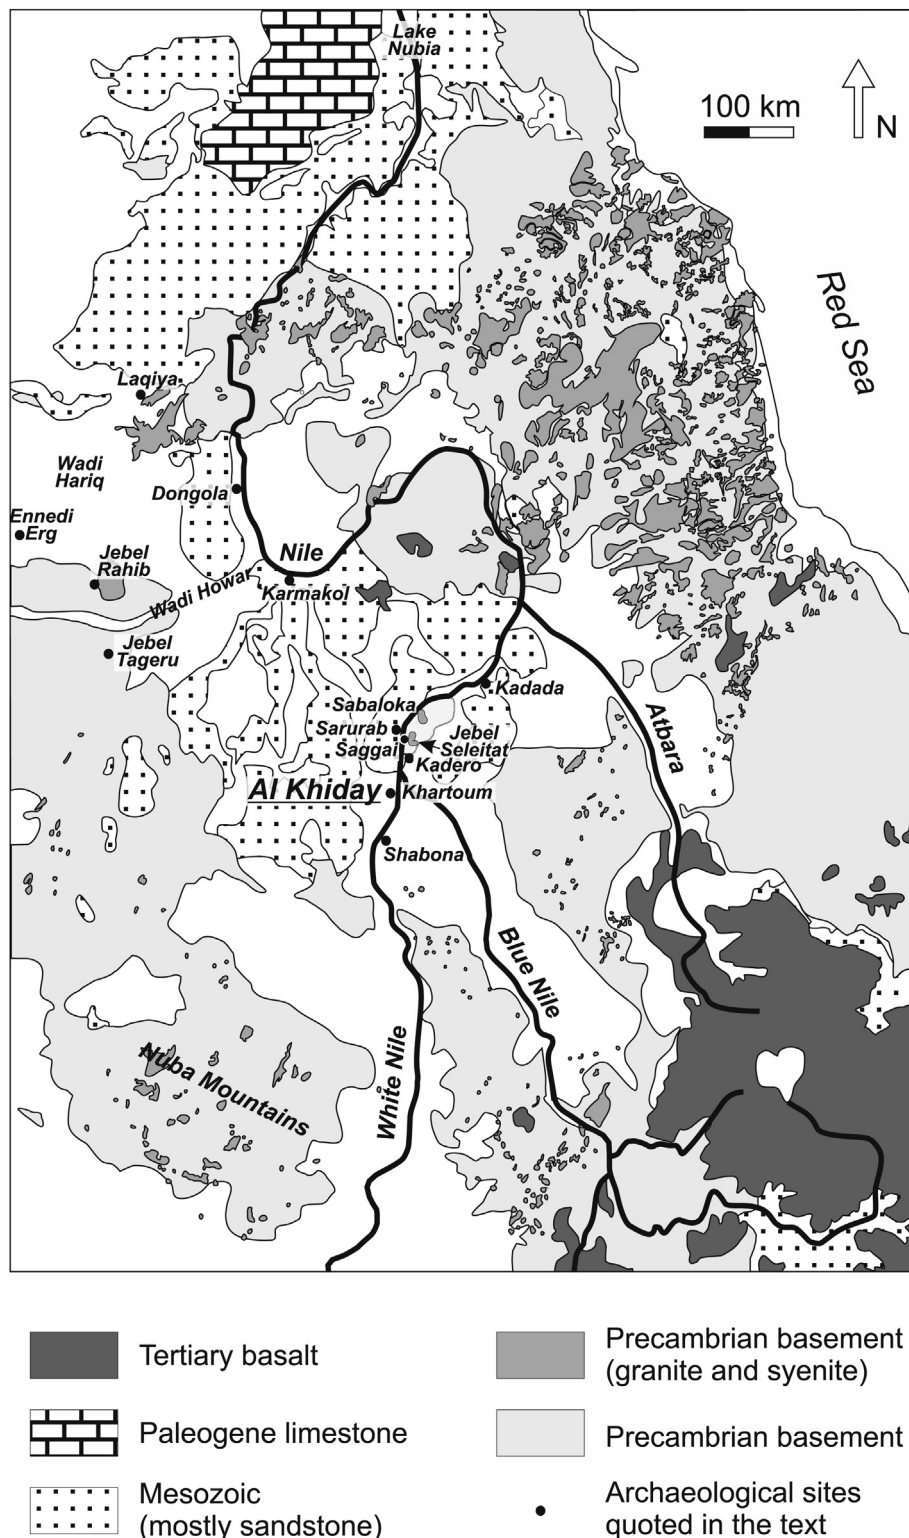 Lake
Nubia
100 km
N
Red Sea
Laqiya
Wadi
Hariq
Dongola
Ennedi
Erg
Nile
Jebel
Rahib
Wadi Howar
Karmakol
Jebel
Tageru
Kadada
Sabaloka
Atbara
Sarurab
Jebel
Seleitat
Saggai
Kadero
Al Khiday
Khartoum
Shabona
Blue Nile
White Nile
Nuba Mountains
Tertiary basalt
Precambrian basement
(granite and syenite)
Paleogene limestone
Precambrian basement
Mesozoic
(mostly sandstone)
Archaeological sites
quoted in the text